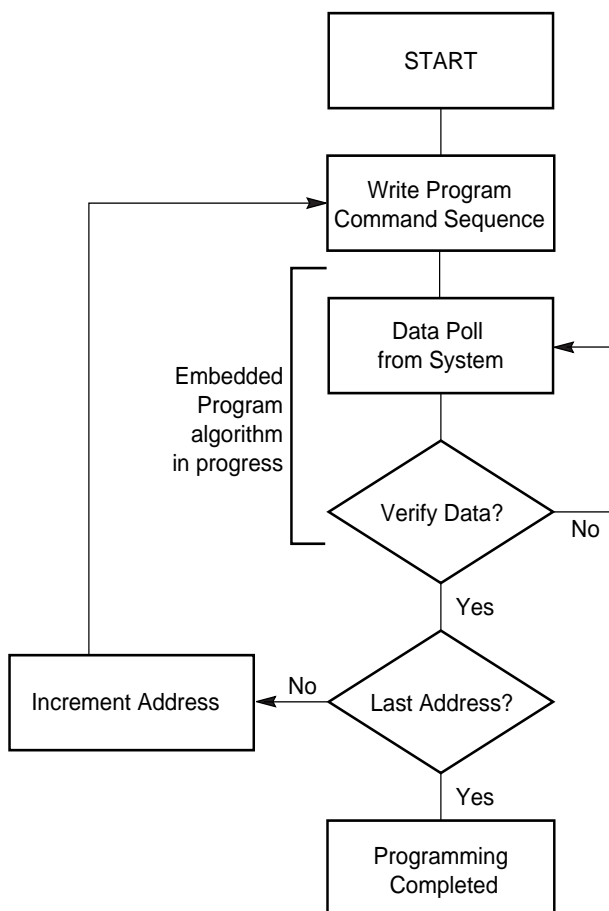 START
Write Program
Command Sequence
Data Poll
from System
Embedded
Program
algorithm
in progress
Verify Data?
No
Yes
Increment Address
No
Last Address?
Yes
Programming
Completed